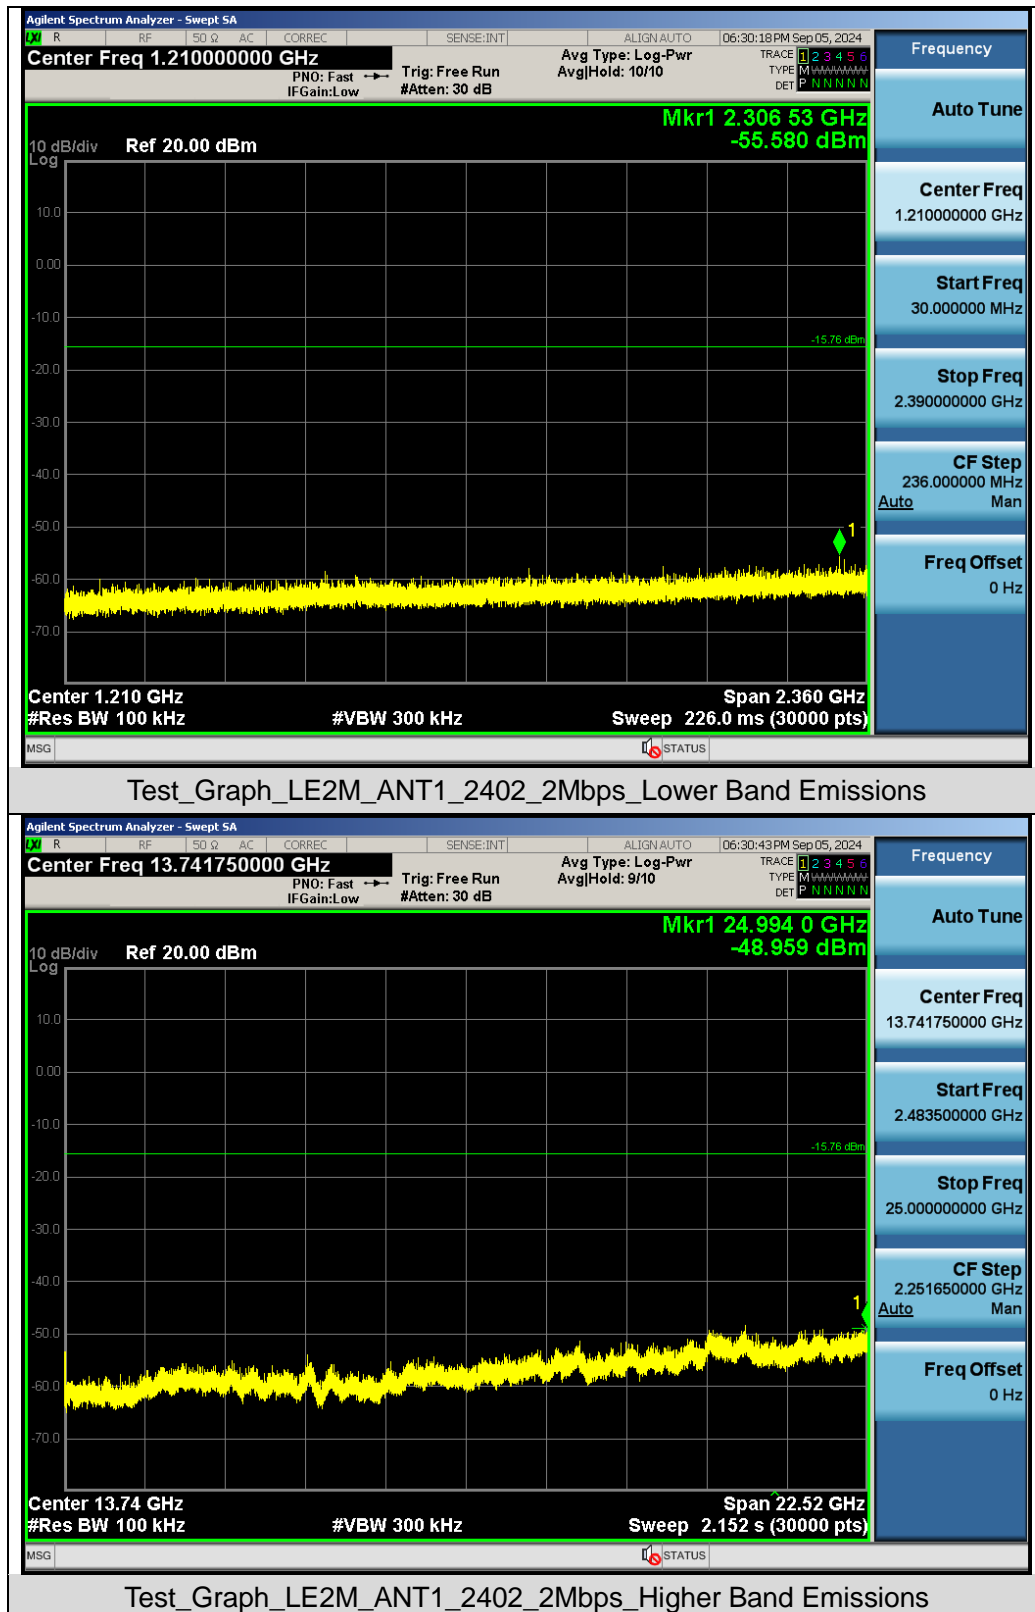 Agilent Spectrum Analyzer - Swept SA
LXI R RF 50 Ω AC CORREC SENSE:INT ALIGN AUTO 06:30:18 PM Sep 05, 2024
Center Freq 1.210000000 GHz
PNO: Fast
IFGain:Low
Trig: Free Run
#Atten: 30 dB
Avg Type: Log-Pwr
Avg|Hold: 10/10
TRACE 1 2 3 4 5 6
TYPE M WWWWW
DET P N N N N N
Frequency
Auto Tune
Center Freq
1.210000000 GHz
Start Freq
30.000000 MHz
Stop Freq
2.390000000 GHz
CF Step
236.000000 MHz
Auto Man
Freq Offset
0 Hz
Mkr1 2.306 53 GHz
-55.580 dBm
10 dB/div Ref 20.00 dBm
Log
10.0
0.00
-10.0
-15.76 dBm
-20.0
-30.0
-40.0
-50.0
1
-60.0
-70.0
Center 1.210 GHz Span 2.360 GHz
#Res BW 100 kHz #VBW 300 kHz Sweep 226.0 ms (30000 pts)
MSG STATUS
Test_Graph_LE2M_ANT1_2402_2Mbps_Lower Band Emissions
Agilent Spectrum Analyzer - Swept SA
LXI R RF 50 Ω AC CORREC SENSE:INT ALIGN AUTO 06:30:43 PM Sep 05, 2024
Center Freq 13.741750000 GHz
PNO: Fast
IFGain:Low
Trig: Free Run
#Atten: 30 dB
Avg Type: Log-Pwr
Avg|Hold: 9/10
TRACE 1 2 3 4 5 6
TYPE M WWWWW
DET P N N N N N
Frequency
Auto Tune
Center Freq
13.741750000 GHz
Start Freq
2.483500000 GHz
Stop Freq
25.000000000 GHz
CF Step
2.251650000 GHz
Auto Man
Freq Offset
0 Hz
Mkr1 24.994 0 GHz
-48.959 dBm
10 dB/div Ref 20.00 dBm
Log
10.0
0.00
-10.0
-15.76 dBm
-20.0
-30.0
-40.0
1
-50.0
-60.0
-70.0
Center 13.74 GHz Span 22.52 GHz
#Res BW 100 kHz #VBW 300 kHz Sweep 2.152 s (30000 pts)
MSG STATUS
Test_Graph_LE2M_ANT1_2402_2Mbps_Higher Band Emissions